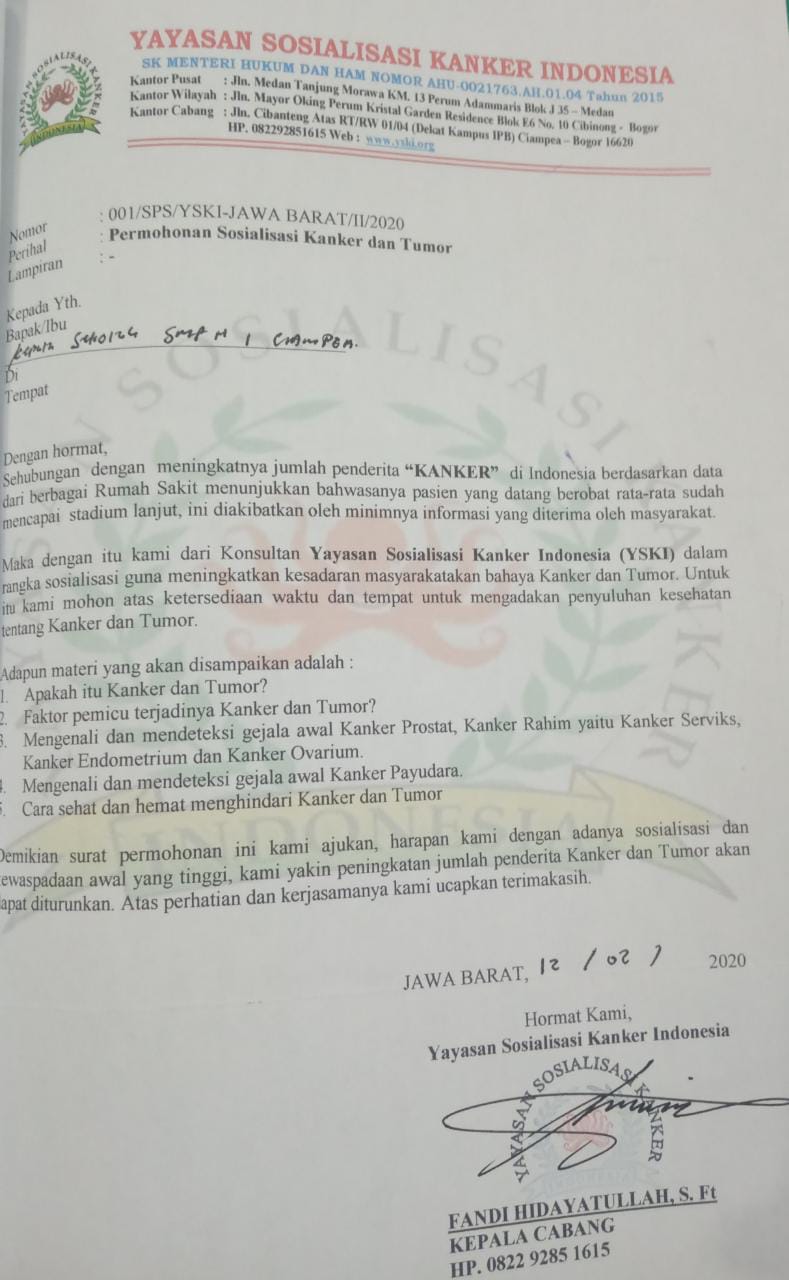 YAYASAN SOSIALISASI KANKER INDONESIA
SK MENTERI HUKUM DAN HAM NOMOR AHU-0021763.AH.01.04 Tahun 2015
Kantor Pusat : Jln. Medan Tanjung Morawa KM. 13 Perum Adammaris Blok J 35 – Medan
Kantor Wilayah : Jln. Mayor Oking Perum Kristal Garden Residence Blok E6 No. 10 Cibinong - Bogor
Kantor Cabang : Jln. Cibanteng Atas RT/RW 01/04 (Dekat Kampus IPB) Ciampea – Bogor 16620
HP. 082292851615 Web : www.yski.org
YAYASAN SOSIALISASI KANKER
INDONESIA
Nomor : 001/SPS/YSKI-JAWA BARAT/II/2020
Perihal : Permohonan Sosialisasi Kanker dan Tumor
Lampiran : -
Kepada Yth.
Bapak/Ibu
Kepala Sekolah SMP N 1 CIAMPEA.
Di
Tempat
Dengan hormat,
Sehubungan dengan meningkatnya jumlah penderita “KANKER” di Indonesia berdasarkan data
dari berbagai Rumah Sakit menunjukkan bahwasanya pasien yang datang berobat rata-rata sudah
mencapai stadium lanjut, ini diakibatkan oleh minimnya informasi yang diterima oleh masyarakat.
Maka dengan itu kami dari Konsultan Yayasan Sosialisasi Kanker Indonesia (YSKI) dalam
rangka sosialisasi guna meningkatkan kesadaran masyarakatakan bahaya Kanker dan Tumor. Untuk
itu kami mohon atas ketersediaan waktu dan tempat untuk mengadakan penyuluhan kesehatan
tentang Kanker dan Tumor.
Adapun materi yang akan disampaikan adalah :
1. Apakah itu Kanker dan Tumor?
2. Faktor pemicu terjadinya Kanker dan Tumor?
3. Mengenali dan mendeteksi gejala awal Kanker Prostat, Kanker Rahim yaitu Kanker Serviks,
Kanker Endometrium dan Kanker Ovarium.
4. Mengenali dan mendeteksi gejala awal Kanker Payudara.
5. Cara sehat dan hemat menghindari Kanker dan Tumor
Demikian surat permohonan ini kami ajukan, harapan kami dengan adanya sosialisasi dan
kewaspadaan awal yang tinggi, kami yakin peningkatan jumlah penderita Kanker dan Tumor akan
dapat diturunkan. Atas perhatian dan kerjasamanya kami ucapkan terimakasih.
JAWA BARAT, 12 / 02 / 2020
Hormat Kami,
Yayasan Sosialisasi Kanker Indonesia
YAYASAN SOSIALISASI KANKER
FANDI HIDAYATULLAH, S. Ft
KEPALA CABANG
HP. 0822 9285 1615